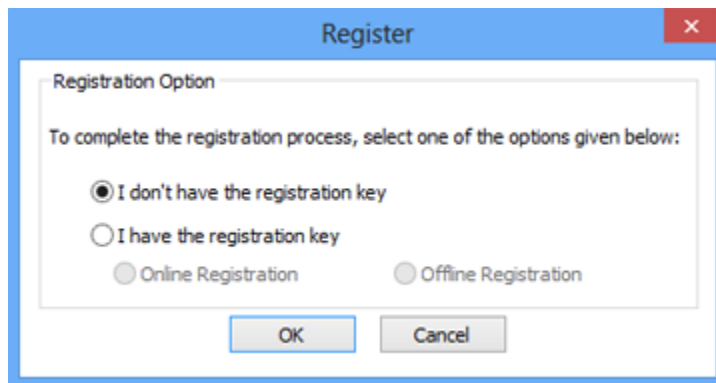 Register
Registration Option
To complete the registration process, select one of the options given below:
I don't have the registration key
I have the registration key
Online Registration Offline Registration
OK Cancel